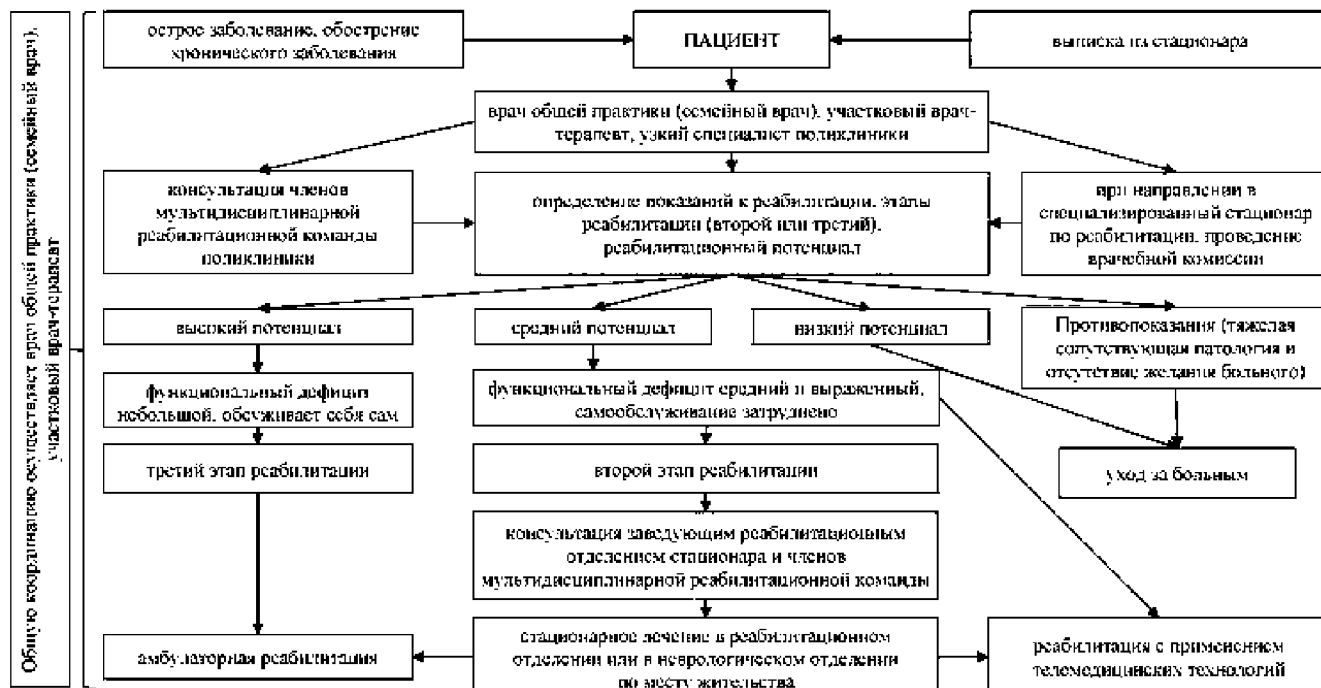 Общую координацию осуществляет врач общей практики (семейный врач),
участковый врач-терапевт
острое заболевание, обострение
хронического заболевания
ПАЦИЕНТ
выписка из стационара
врач общей практики (семейный врач), участковый врач-
терапевт, узкий специалист поликлиники
консультация членов
мультидисциплинарной
реабилитационной команды
поликлиники
определение показаний к реабилитации, этапы
реабилитации (второй или третий),
реабилитационный потенциал
при направлении в
специализированный стационар
по реабилитации, проведение
врачебной комиссии
высокий потенциал
средний потенциал
низкий потенциал
Противопоказания (тяжелая
сопутствующая патология и
отсутствие желания больного)
функциональный дефицит
небольшой, обсуживает себя сам
функциональный дефицит средний и выраженный,
самообслуживание затруднено
третий этап реабилитации
второй этап реабилитации
уход за больным
консультация заведующим реабилитационным
отделением стационара и членов
мультидисциплинарной реабилитационной команды
амбулаторная реабилитация
стационарное лечение в реабилитационном
отделении или в неврологическом отделении
по месту жительства
реабилитация с применением
телемедицинских технологий